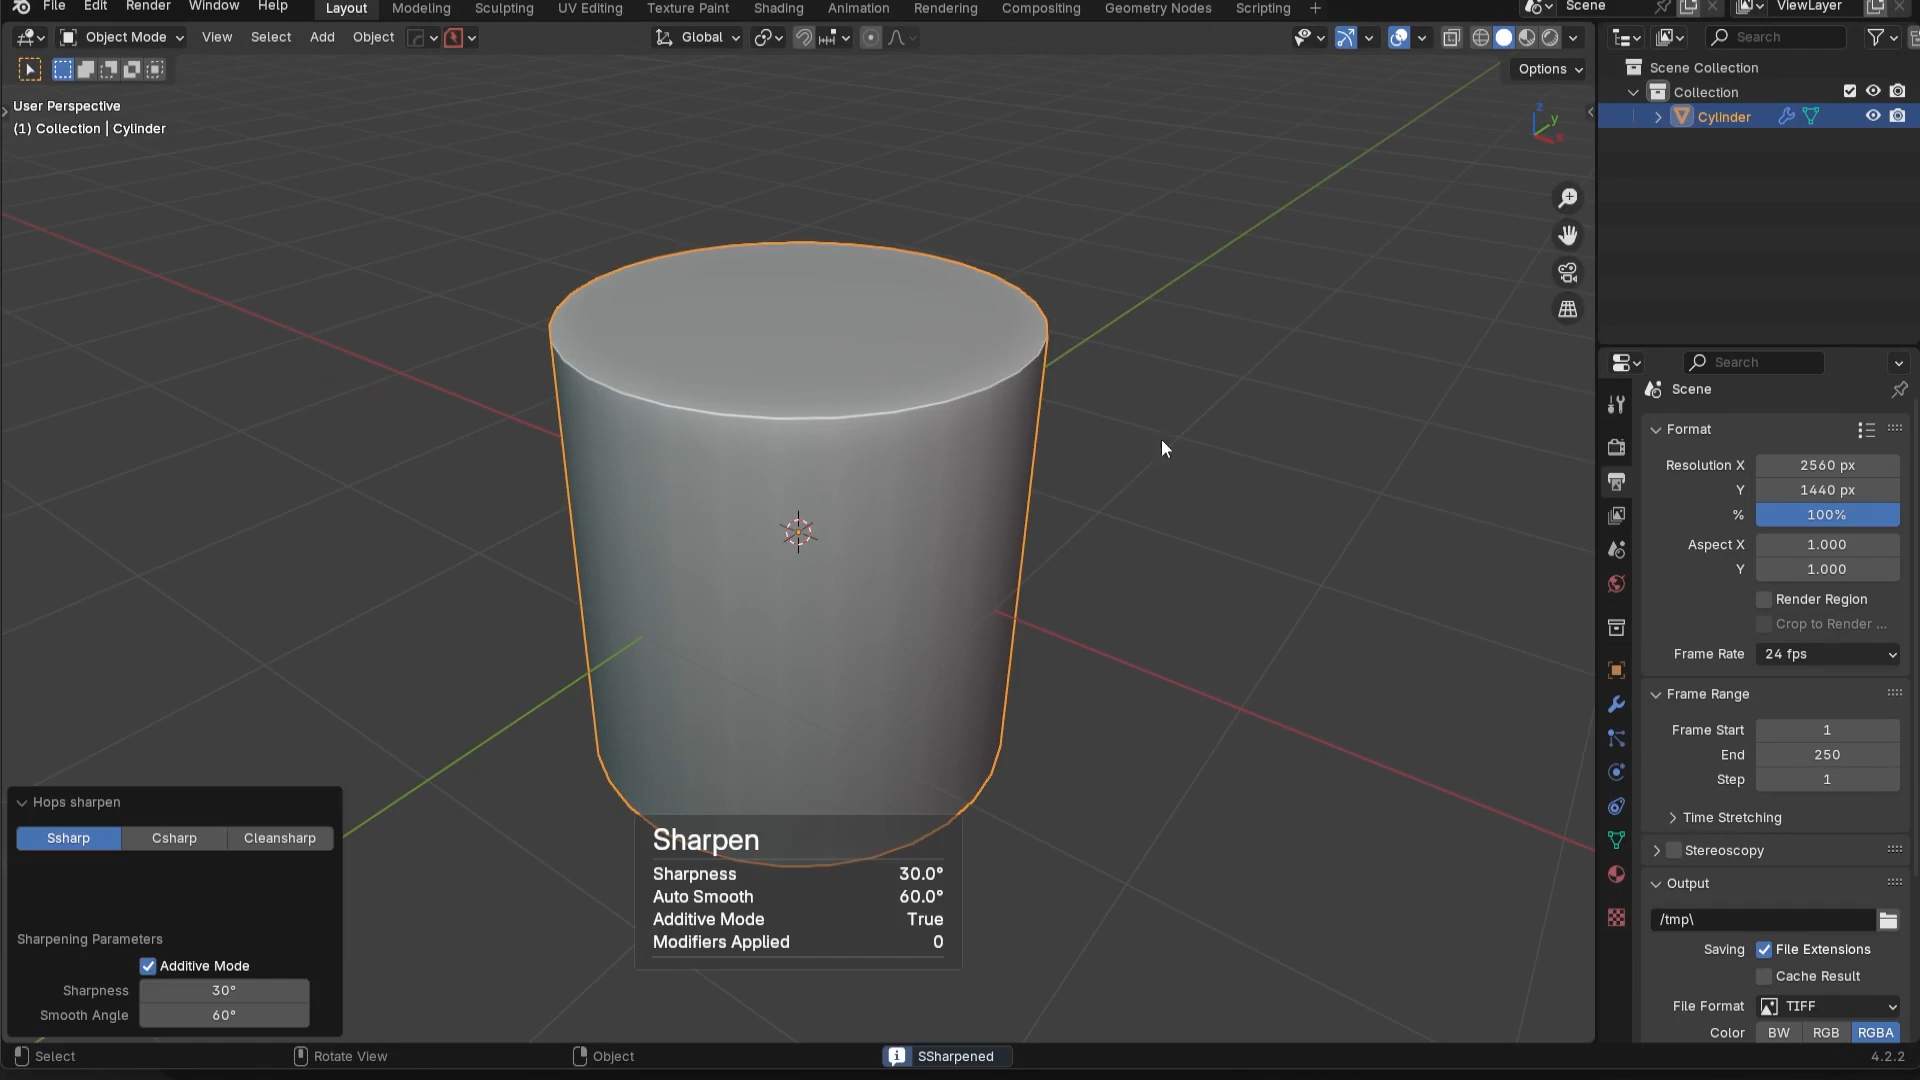 File Edit Render Window Help Layout Modeling Sculpting UV Editing Texture Paint Shading Animation Rendering Compositing Geometry Nodes Scripting + Scene ViewLayer
Object Mode View Select Add Object Global Search
Options
User Perspective
(1) Collection | Cylinder
Scene Collection
Collection
Cylinder
z
y
x
Search
Scene
Format
Resolution X 2560 px
Y 1440 px
% 100%
Aspect X 1.000
Y 1.000
Render Region
Crop to Render ...
Frame Rate 24 fps
Frame Range
Frame Start 1
End 250
Step 1
Time Stretching
Stereoscopy
Output
/tmp\
Saving File Extensions
Cache Result
File Format TIFF
Color BW RGB RGBA
Hops sharpen
Ssharp Csharp Cleansharp
Sharpening Parameters
Additive Mode
Sharpness 30°
Smooth Angle 60°
Sharpen
Sharpness 30.0°
Auto Smooth 60.0°
Additive Mode True
Modifiers Applied 0
Select Rotate View Object SSharpened 4.2.2